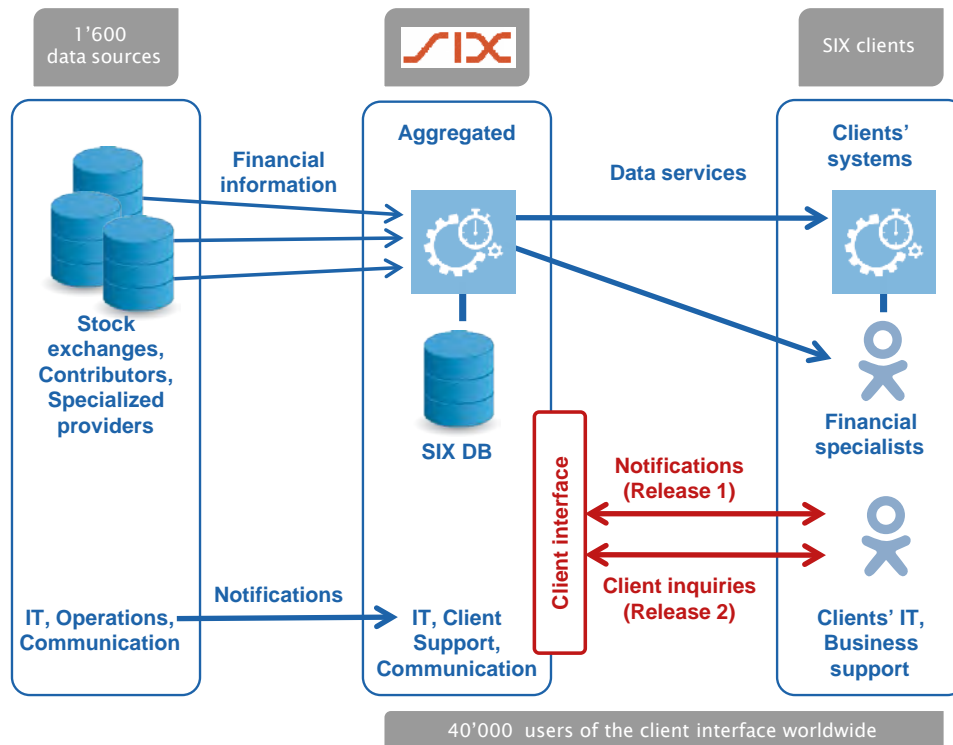 1’600
data sources
SIX
SIX clients
Aggregated
Clients’
systems
Financial
information
Data services
Stock
exchanges,
Contributors,
Specialized
providers
SIX DB
Financial
specialists
Client interface
Notifications
(Release 1)
Client inquiries
(Release 2)
Notifications
IT, Operations,
Communication
IT, Client
Support,
Communication
Clients’ IT,
Business
support
40’000 users of the client interface worldwide